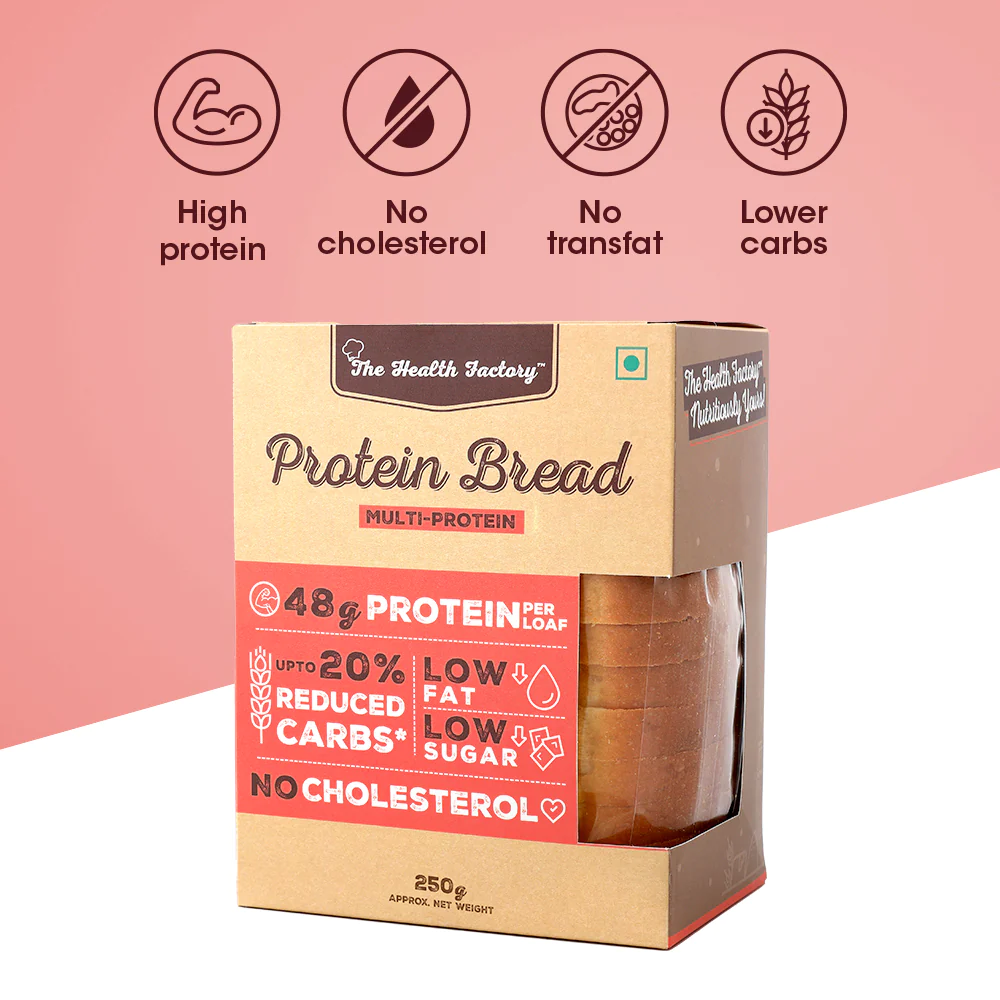 High
protein
No
cholesterol
No
transfat
Lower
carbs
The Health Factory™
The Health Factory™
Nutritiously Yours!
Protein Bread
MULTI-PROTEIN
48g PROTEIN PER
LOAF
UPTO 20%
REDUCED
CARBS*
LOW
FAT
LOW
SUGAR
NO CHOLESTEROL
250g
APPROX. NET WEIGHT